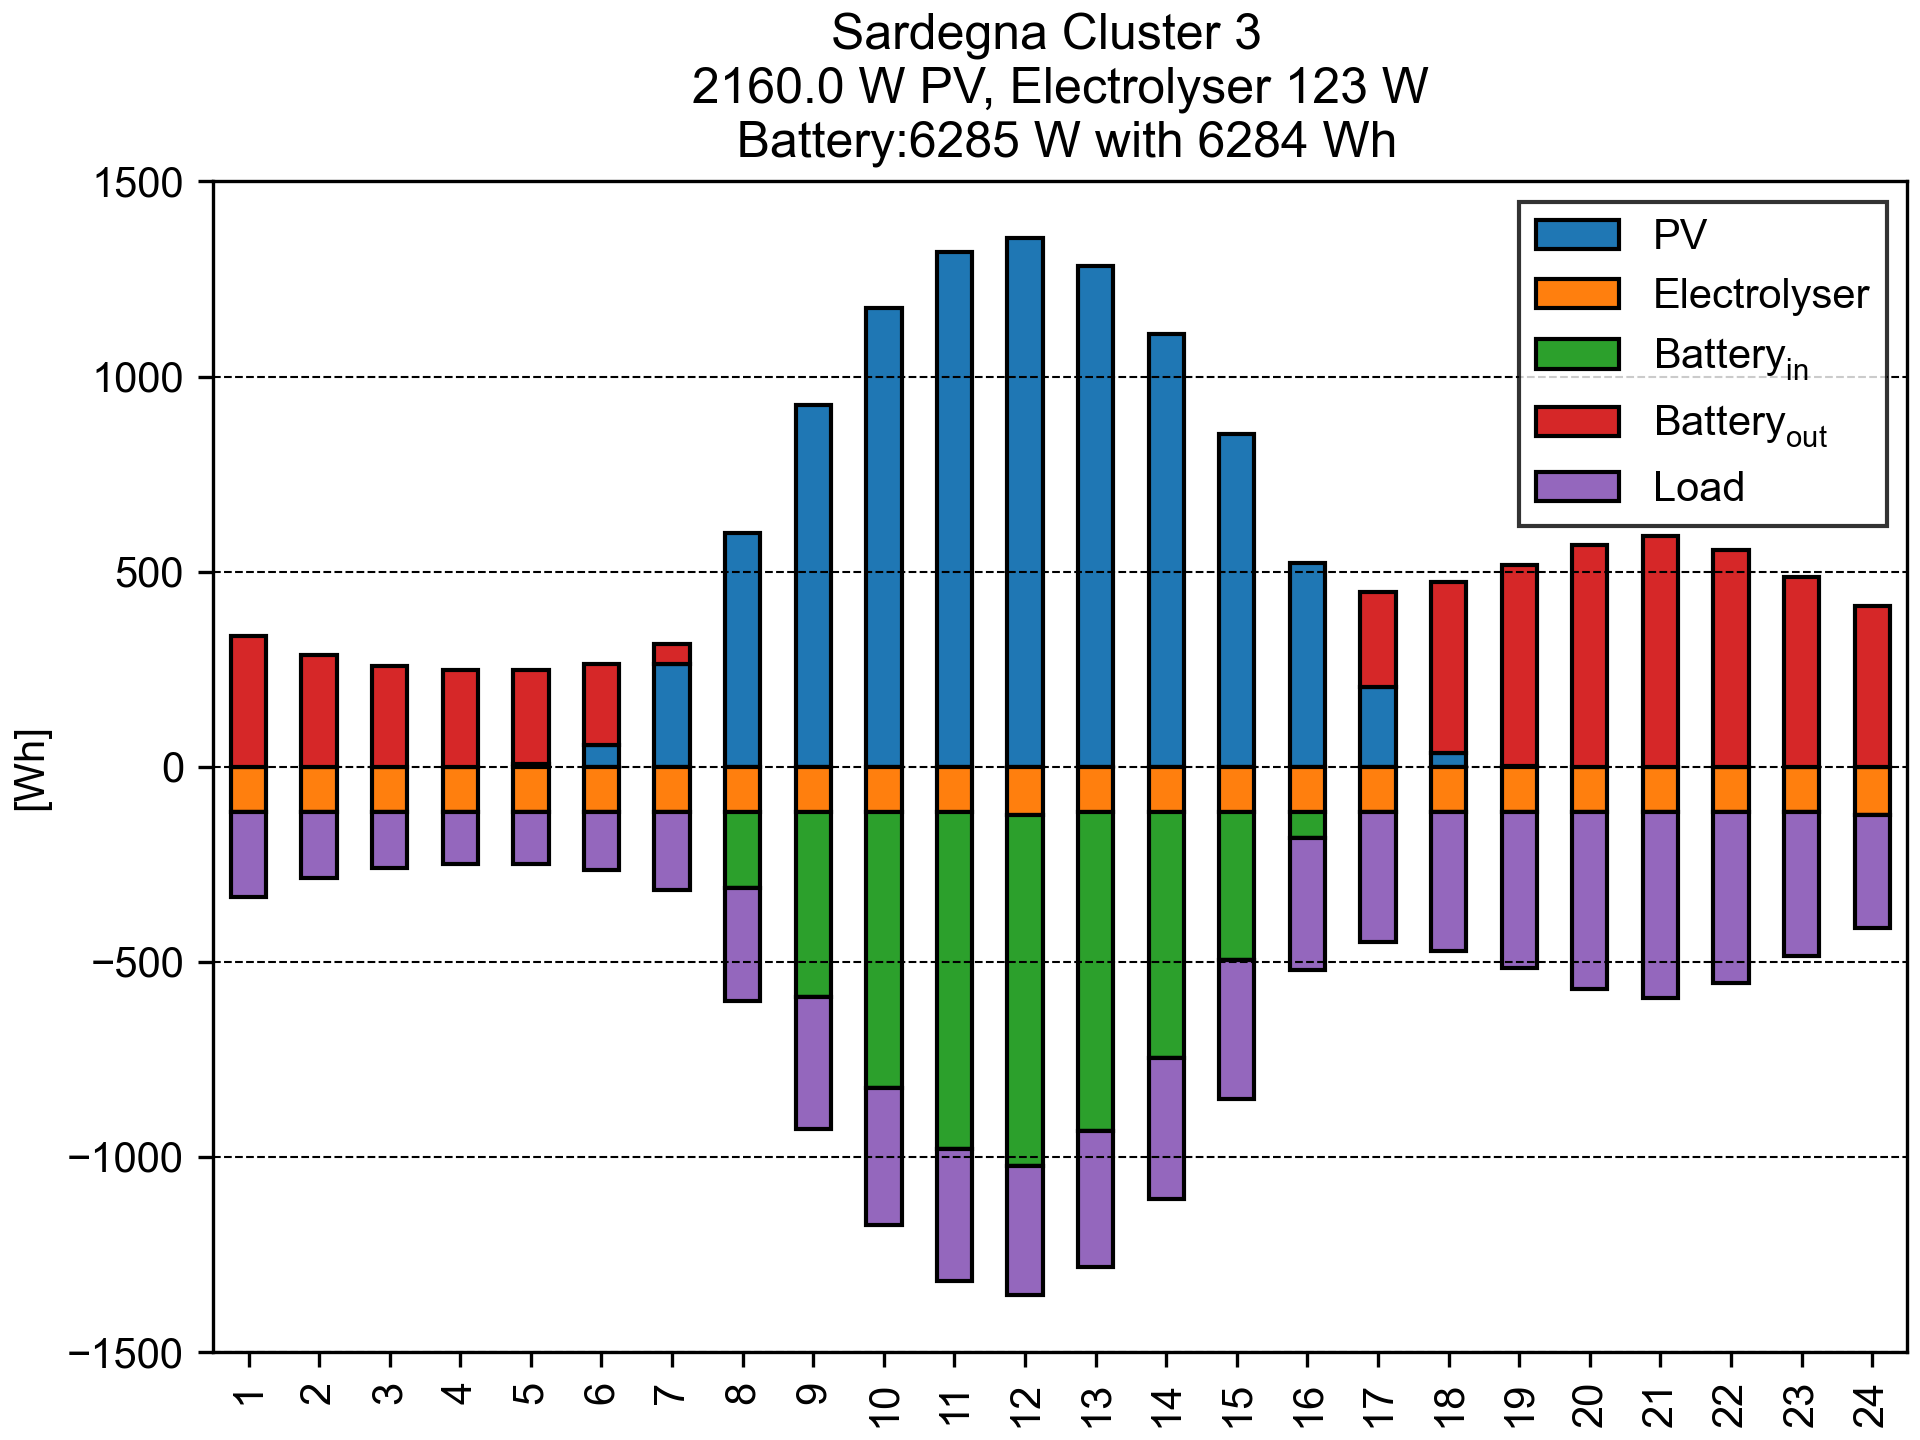 Sardegna Cluster 3
2160.0 W PV, Electrolyser 123 W
Battery:6285 W with 6284 Wh
1500
1000
500
0
−500
−1000
−1500
[Wh]
PV
Electrolyser
Battery_in
Battery_out
Load
1 2 3 4 5 6 7 8 9 10 11 12 13 14 15 16 17 18 19 20 21 22 23 24